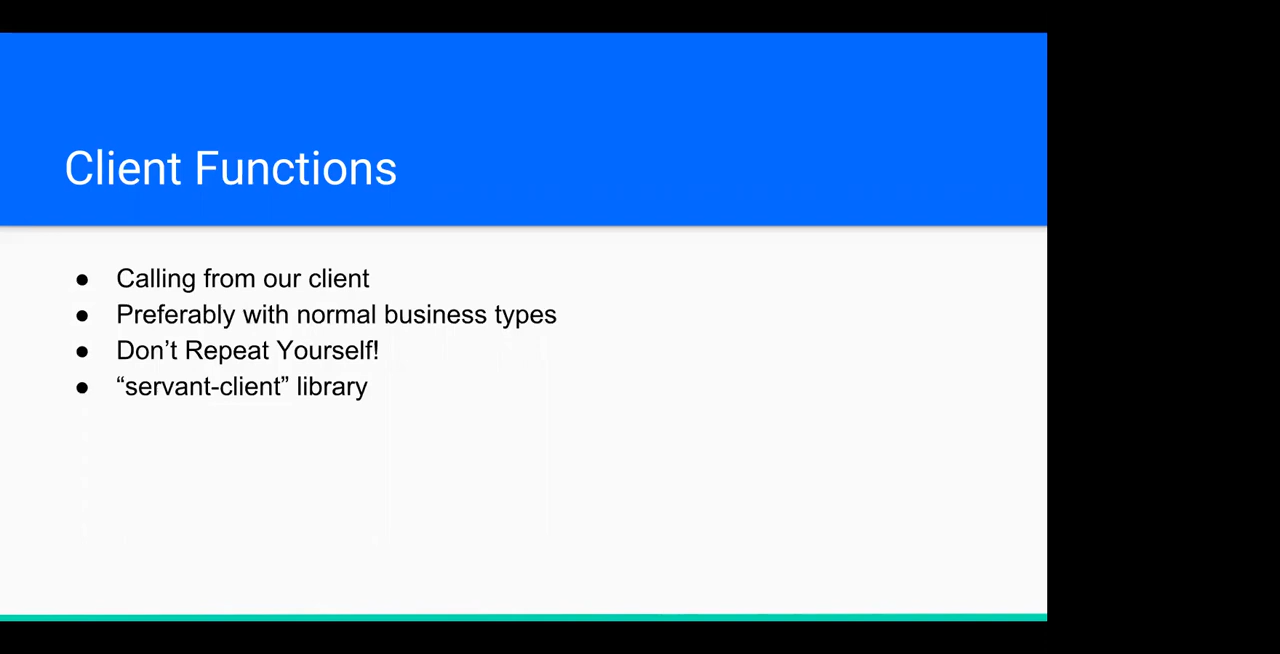 Client Functions
● Calling from our client
● Preferably with normal business types
● Don’t Repeat Yourself!
● “servant-client” library